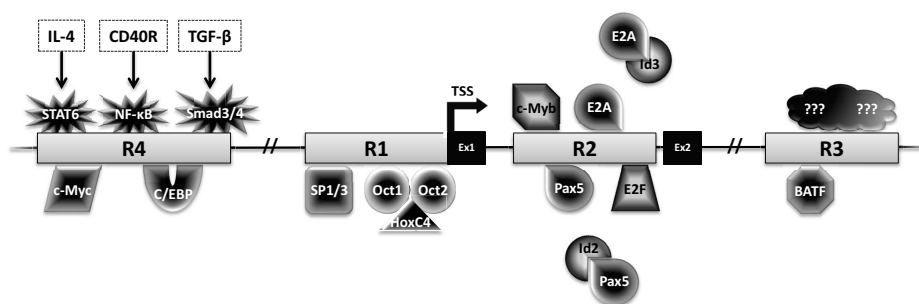 IL-4 CD40R TGF-β
E2A
Id3
TSS
STAT6 NF-κB Smad3/4 c-Myb E2A ??? ???
R4 // R1 Ex1 R2 Ex2 // R3
c-Myc C/EBP SP1/3 Oct1 Oct2 Pax5 E2F BATF
HoxC4
Id2
Pax5